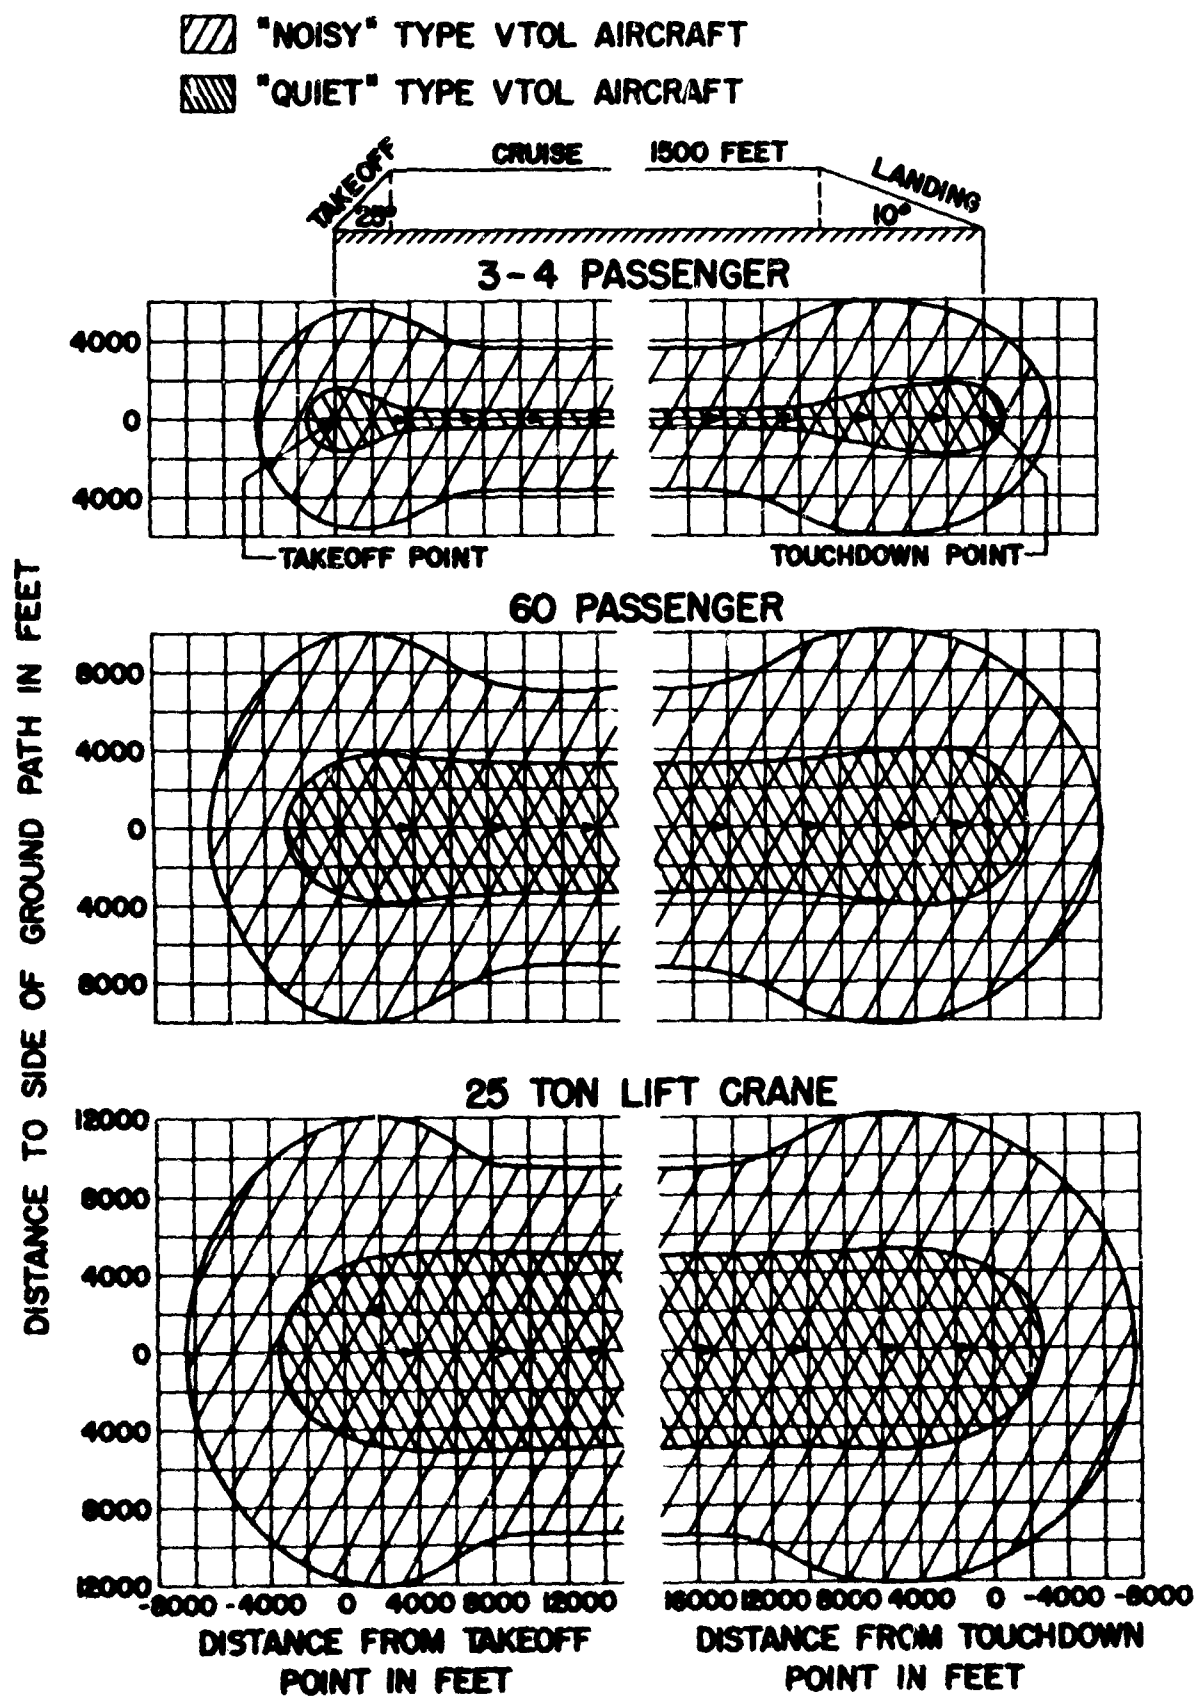 "NOISY" TYPE VTOL AIRCRAFT
"QUIET" TYPE VTOL AIRCRAFT
TAKEOFF
CRUISE 1500 FEET
LANDING
25°
10°
3-4 PASSENGER
4000
0
4000
TAKEOFF POINT
TOUCHDOWN POINT
60 PASSENGER
8000
4000
0
4000
8000
25 TON LIFT CRANE
12000
8000
4000
0
4000
8000
12000
-8000 -4000 0 4000 8000 12000
16000 12000 8000 4000 0 -4000 -8000
DISTANCE FROM TAKEOFF
POINT IN FEET
DISTANCE FROM TOUCHDOWN
POINT IN FEET
DISTANCE TO SIDE OF GROUND PATH IN FEET